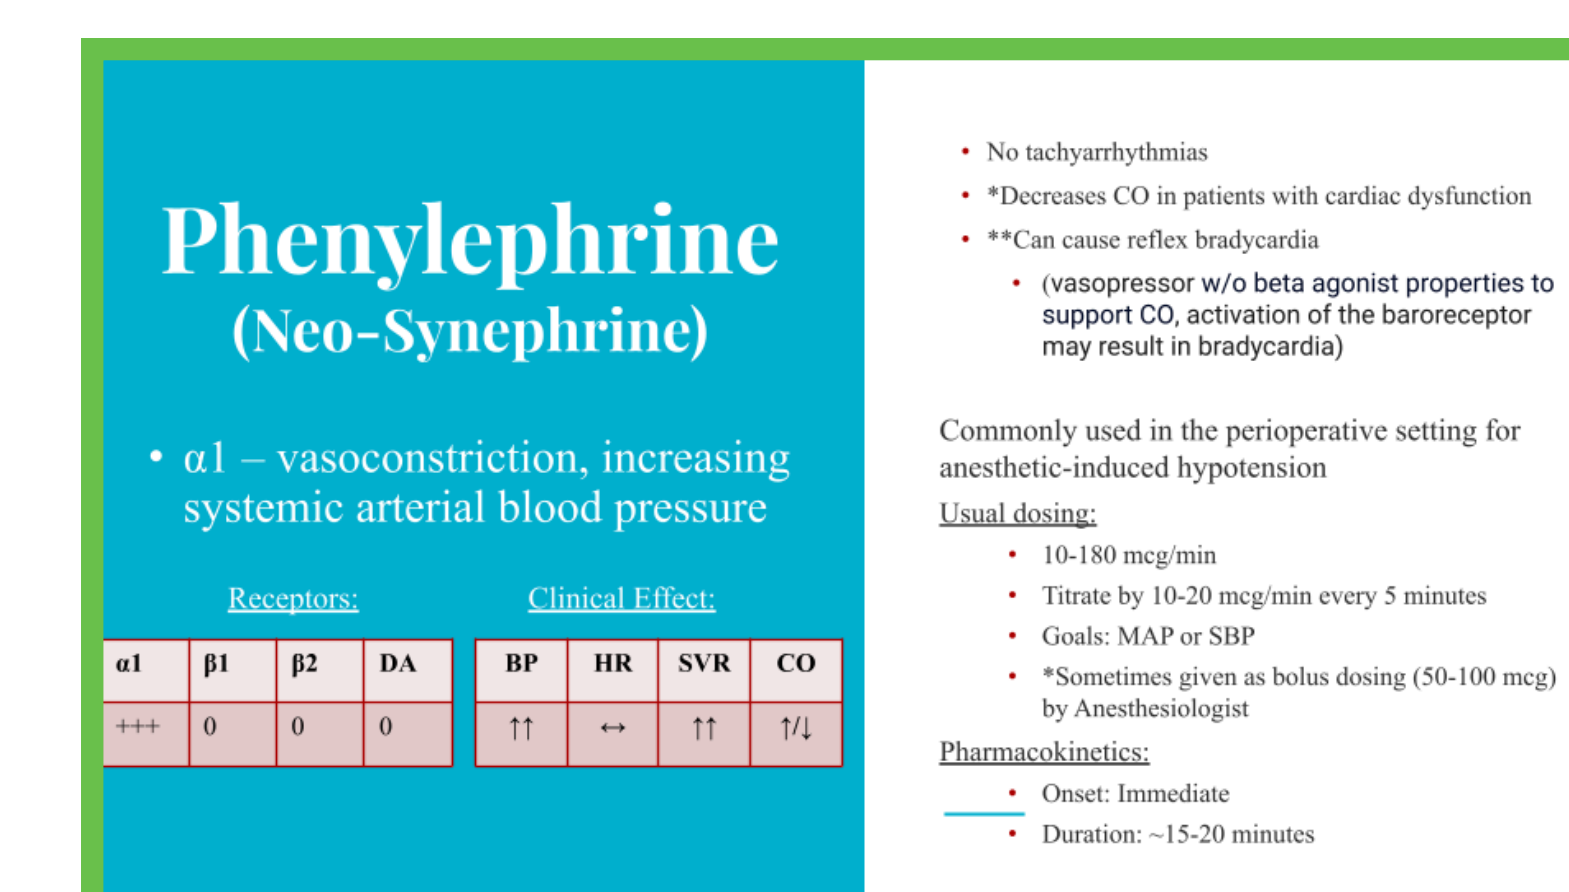 Phenylephrine
(Neo-Synephrine)
• α1 – vasoconstriction, increasing
systemic arterial blood pressure
Receptors:
α1 β1 β2 DA
+++ 0 0 0
Clinical Effect:
BP HR SVR CO
↑↑ ↔ ↑↑ ↑/↓
• No tachyarrhythmias
• *Decreases CO in patients with cardiac dysfunction
• **Can cause reflex bradycardia
• (vasopressor w/o beta agonist properties to
support CO, activation of the baroreceptor
may result in bradycardia)
Commonly used in the perioperative setting for
anesthetic-induced hypotension
Usual dosing:
• 10-180 mcg/min
• Titrate by 10-20 mcg/min every 5 minutes
• Goals: MAP or SBP
• *Sometimes given as bolus dosing (50-100 mcg)
by Anesthesiologist
Pharmacokinetics:
• Onset: Immediate
• Duration: ~15-20 minutes